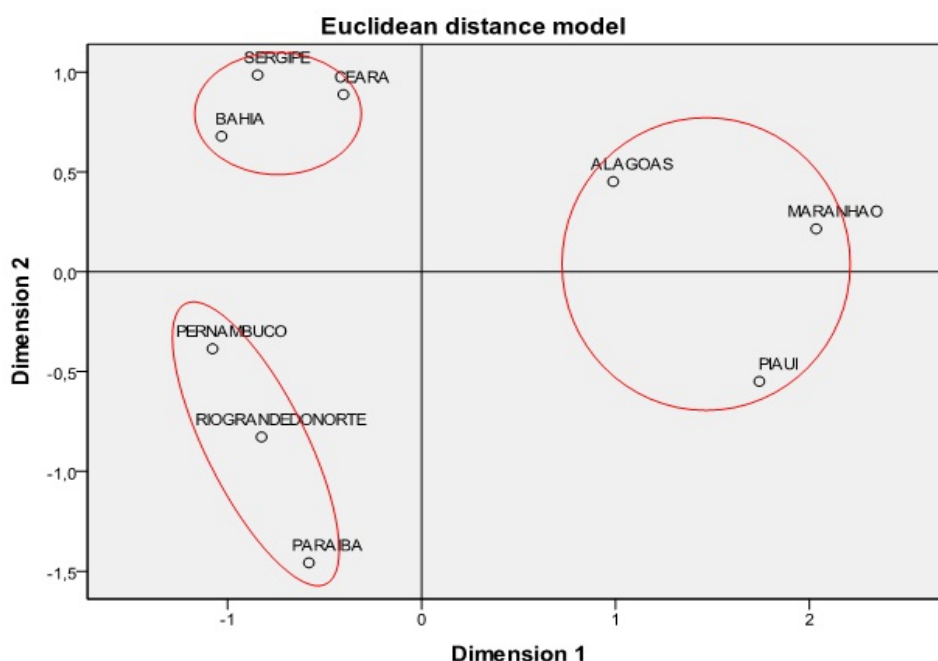 Euclidean distance model
SERGIPE
1,0
CEARA
BAHIA
0,5
ALAGOAS
MARANHAO
0,0
PERNAMBUCO
-0,5
PIAUI
RIOGRANDEDONORTE
-1,0
PARAIBA
-1,5
-1
0
1
2
Dimension 2
Dimension 1